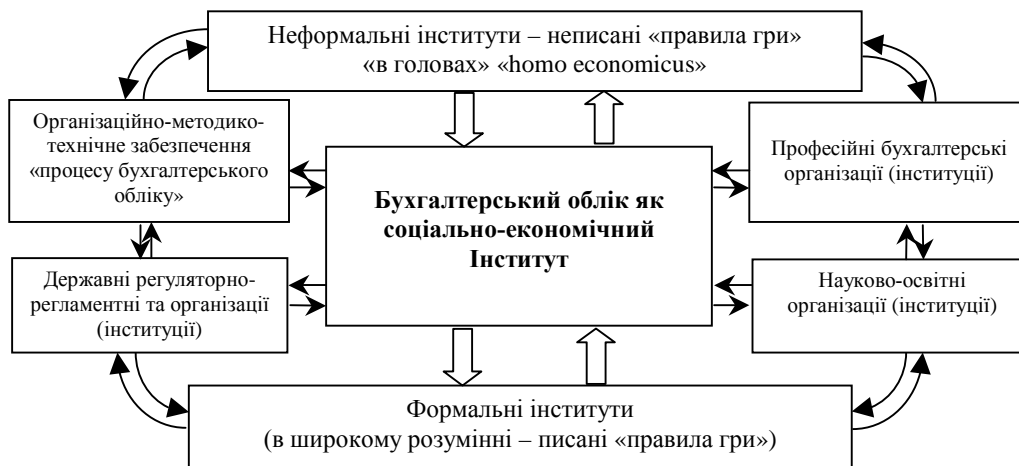 Неформальні інститути – неписані «правила гри»
«в головах» «homo economicus»
Організаційно-методико-
технічне забезпечення
«процесу бухгалтерського
обліку»
Професійні бухгалтерські
організації (інституції)
Бухгалтерський облік як
соціально-економічний
Інститут
Державні регуляторно-
регламентні та організації
(інституції)
Науково-освітні
організації (інституції)
Формальні інститути
(в широкому розумінні – писані «правила гри»)